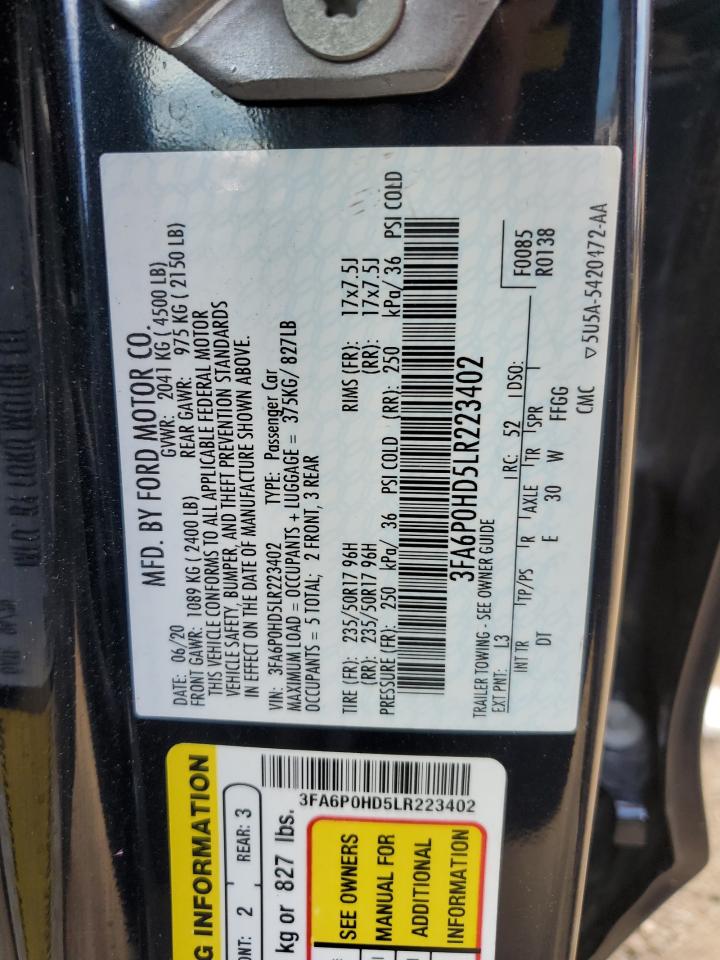 MFD. BY FORD MOTOR CO.
DATE: 06/20 GVWR: 2041 KG ( 4500 LB)
FRONT GAWR: 1089 KG ( 2400 LB) REAR GAWR: 975 KG ( 2150 LB)
THIS VEHICLE CONFORMS TO ALL APPLICABLE FEDERAL MOTOR
VEHICLE SAFETY, BUMPER, AND THEFT PREVENTION STANDARDS
IN EFFECT ON THE DATE OF MANUFACTURE SHOWN ABOVE.
VIN: 3FA6P0HD5LR223402 TYPE: Passenger Car
MAXIMUM LOAD = OCCUPANTS + LUGGAGE = 375KG/ 827LB
OCCUPANTS = 5 TOTAL; 2 FRONT, 3 REAR
TIRE (FR): 235/50R17 96H RIMS (FR): 17x7.5J
(RR): 235/50R17 96H (RR): 17x7.5J
PRESSURE (FR): 250 kPa/ 36 PSI COLD (RR): 250 kPa/ 36 PSI COLD
3FA6P0HD5LR223402
TRAILER TOWING - SEE OWNER GUIDE
EXT PNT: L3 RC: 52 DSO: F0085
R0138
INT TR TP/PS R AXLE TR SPR
DT E 30 W FFGG
CMC ▽5U5A-5420472-AA
G INFORMATION
ONT: 2 REAR: 3
kg or 827 lbs.
3FA6P0HD5LR223402
SEE OWNERS
MANUAL FOR
ADDITIONAL
INFORMATION